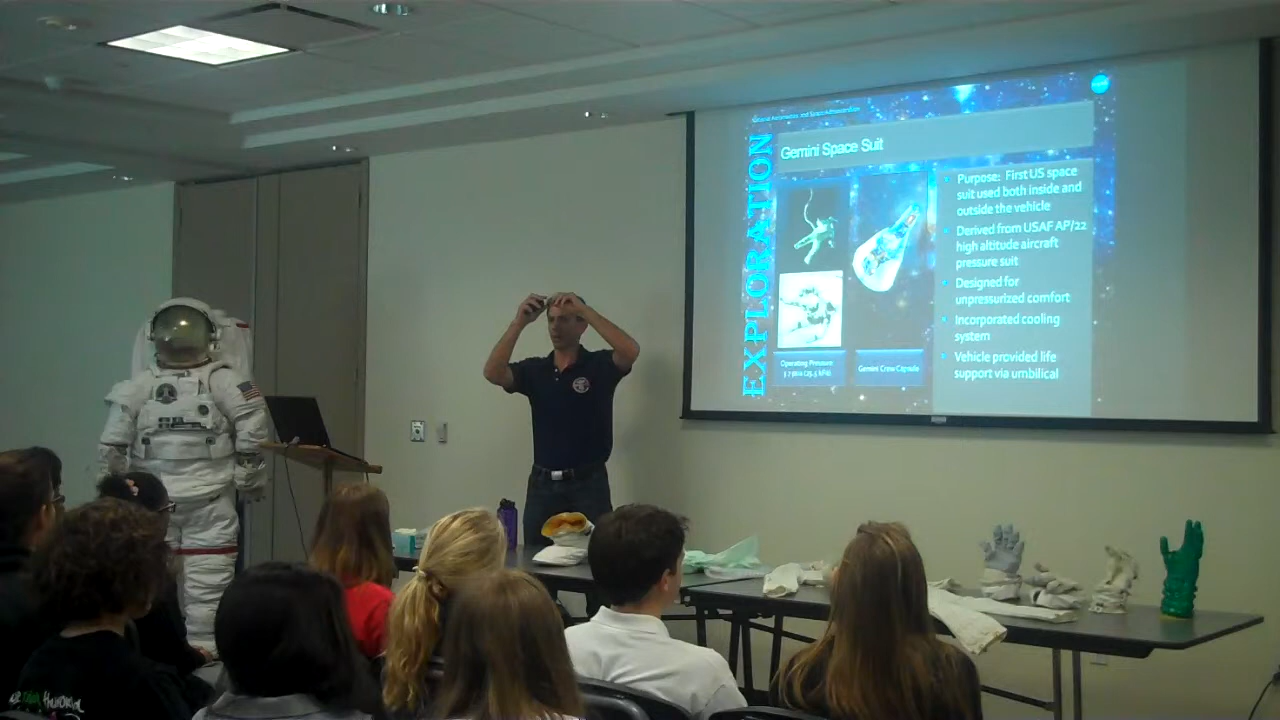 EXPLORATION
Gemini Space Suit
Purpose: First US space
suit used both inside and
outside the vehicle
Derived from USAF AP/22
high altitude aircraft
pressure suit
Designed for
unpressurized comfort
Incorporated cooling
system
Vehicle provided life
support via umbilical
Operating Pressure
Gemini Crew Capsule